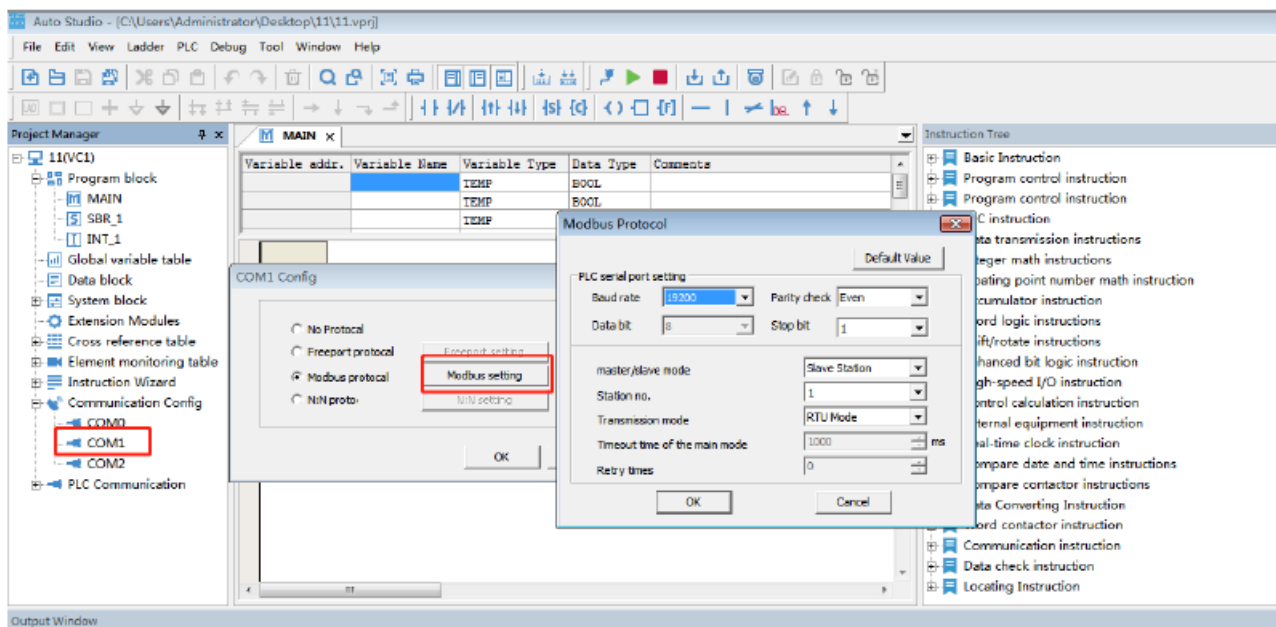 Auto Studio - [C:\Users\Administrator\Desktop\11\11.vprj]
File Edit View Ladder PLC Debug Tool Window Help
Project Manager
11(VC1)
Program block
MAIN
SBR_1
INT_1
Global variable table
Data block
System block
Extension Modules
Cross reference table
Element monitoring table
Instruction Wizard
Communication Config
COM0
COM1
COM2
PLC Communication
MAIN
Variable addr. Variable Name Variable Type Data Type Comments
TEMP BOOL
TEMP BOOL
TEMP
COM1 Config
No Protocal
Freeport protocal Freeport setting
Modbus protocal Modbus setting
N:N proto N:N setting
OK
Modbus Protocol
Default Value
PLC serial port setting
Baud rate 19200 Parity check Even
Data bit 8 Stop bit 1
master/slave mode Slave Station
Station no. 1
Transmission mode RTU Mode
Timeout time of the main mode 1000 ms
Retry times 0
OK Cancel
Instruction Tree
Basic Instruction
Program control instruction
Program control instruction
C instruction
ata transmission instructions
teger math instructions
oating point number math instruction
ccumulator instruction
ord logic instructions
ift/rotate instructions
hanced bit logic instruction
gh-speed I/O instruction
ontrol calculation instruction
ternal equipment instruction
al-time clock instruction
ompare date and time instructions
ompare contactor instructions
ata Converting Instruction
ord contactor instruction
Communication instruction
Data check instruction
Locating Instruction
Output Window